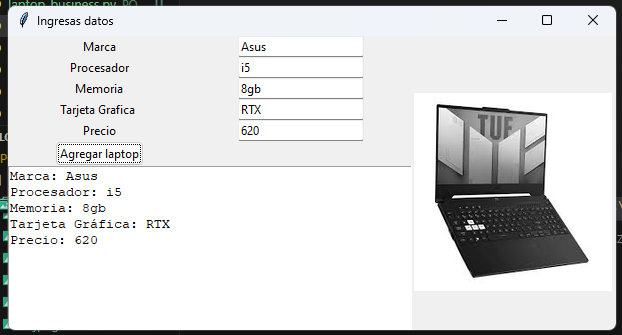 laptop_business.py
Ingresas datos
Marca Asus
Procesador i5
Memoria 8gb
Tarjeta Grafica RTX
Precio 620
Agregar laptop
Marca: Asus
Procesador: i5
Memoria: 8gb
Tarjeta Gráfica: RTX
Precio: 620
TUF